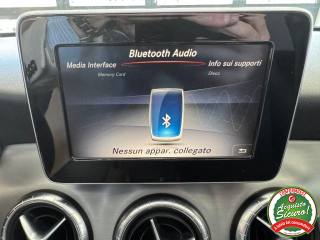 Bluetooth Audio
Media Interface
Info sui supporti
Memory Card
Disco
Nessun appar. collegato
Acquisto
Sicuro!